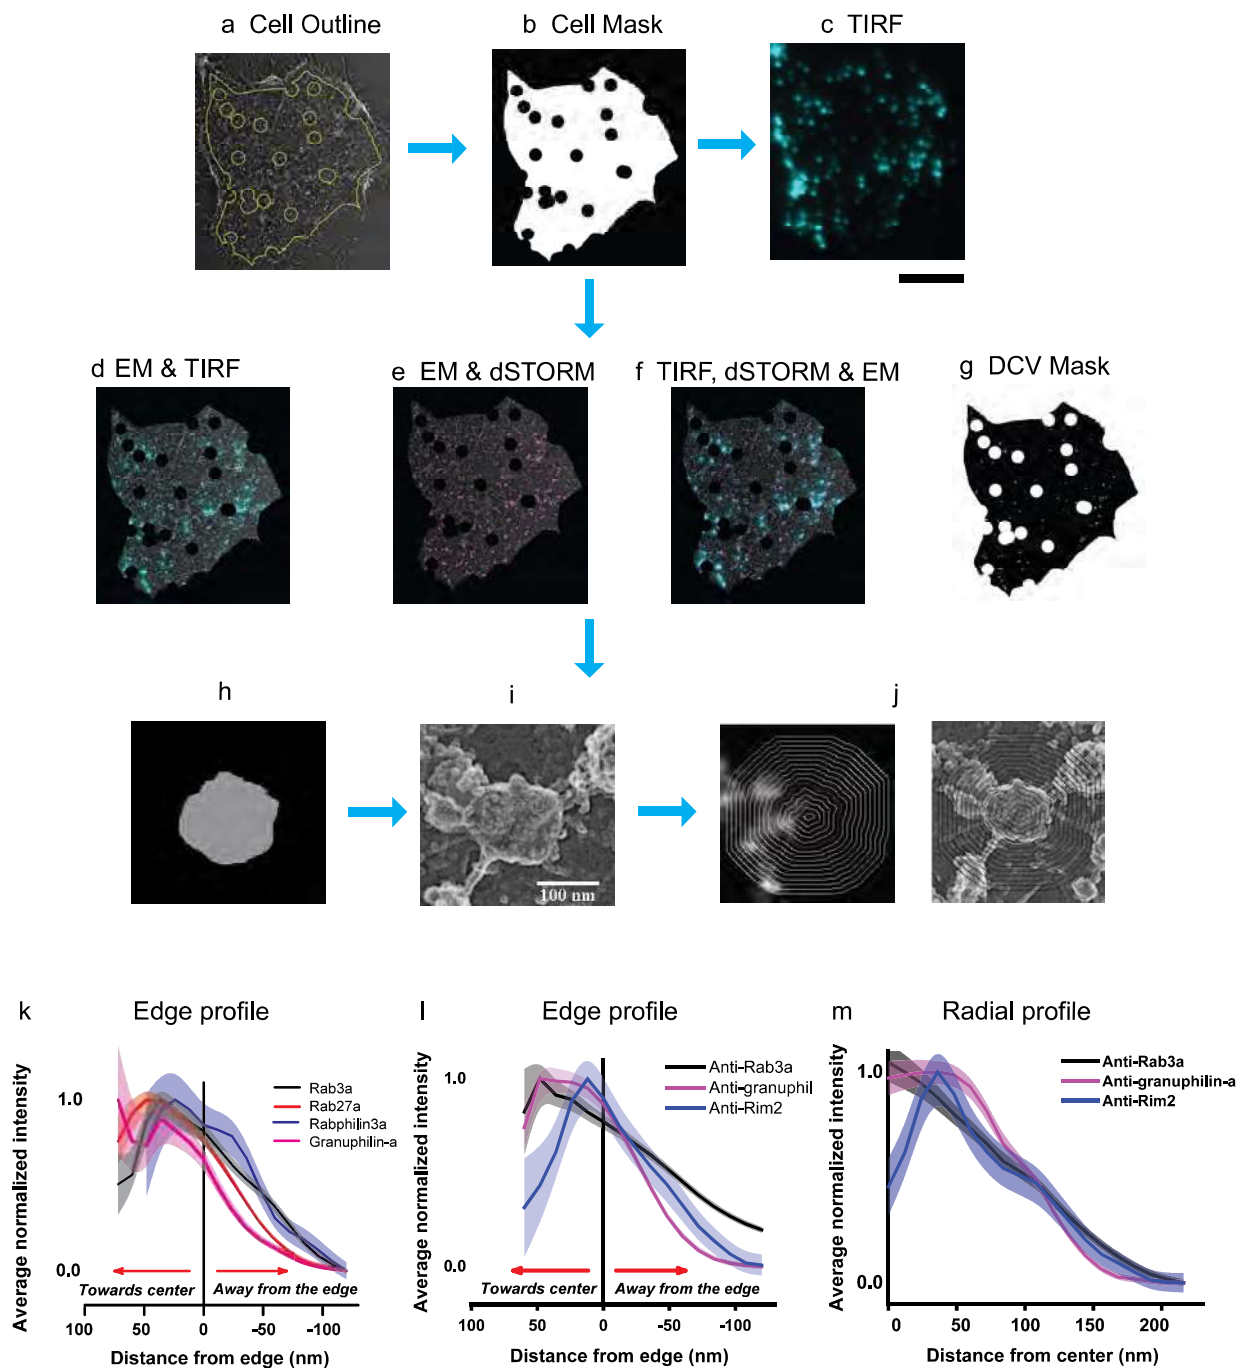 a Cell Outline
b Cell Mask
c TIRF
d EM & TIRF
e EM & dSTORM
f TIRF, dSTORM & EM
g DCV Mask
h
i
j
100 nm
k
Edge profile
Average normalized intensity
1.0
0.0
Rab3a
Rab27a
Rabphilin3a
Granuphilin-a
Towards center
Away from the edge
100 50 0 -50 -100
Distance from edge (nm)
l
Edge profile
Average normalized intensity
1.0
0.0
Anti-Rab3a
Anti-granuphil
Anti-Rim2
Towards center
Away from the edge
100 50 0 -50 -100
Distance from edge (nm)
m
Radial profile
Average normalized intensity
1.0
0.0
Anti-Rab3a
Anti-granuphilin-a
Anti-Rim2
0 50 100 150 200
Distance from center (nm)